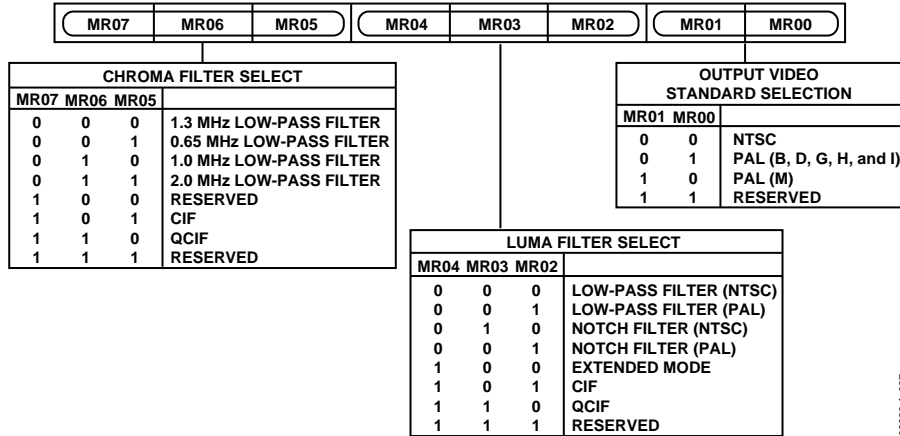 MR07 MR06 MR05 MR04 MR03 MR02 MR01 MR00
CHROMA FILTER SELECT
MR07 MR06 MR05
0 0 0 1.3 MHz LOW-PASS FILTER
0 0 1 0.65 MHz LOW-PASS FILTER
0 1 0 1.0 MHz LOW-PASS FILTER
0 1 1 2.0 MHz LOW-PASS FILTER
1 0 0 RESERVED
1 0 1 CIF
1 1 0 QCIF
1 1 1 RESERVED
OUTPUT VIDEO
STANDARD SELECTION
MR01 MR00
0 0 NTSC
0 1 PAL (B, D, G, H, and I)
1 0 PAL (M)
1 1 RESERVED
LUMA FILTER SELECT
MR04 MR03 MR02
0 0 0 LOW-PASS FILTER (NTSC)
0 0 1 LOW-PASS FILTER (PAL)
0 1 0 NOTCH FILTER (NTSC)
0 0 1 NOTCH FILTER (PAL)
1 0 0 EXTENDED MODE
1 0 1 CIF
1 1 0 QCIF
1 1 1 RESERVED